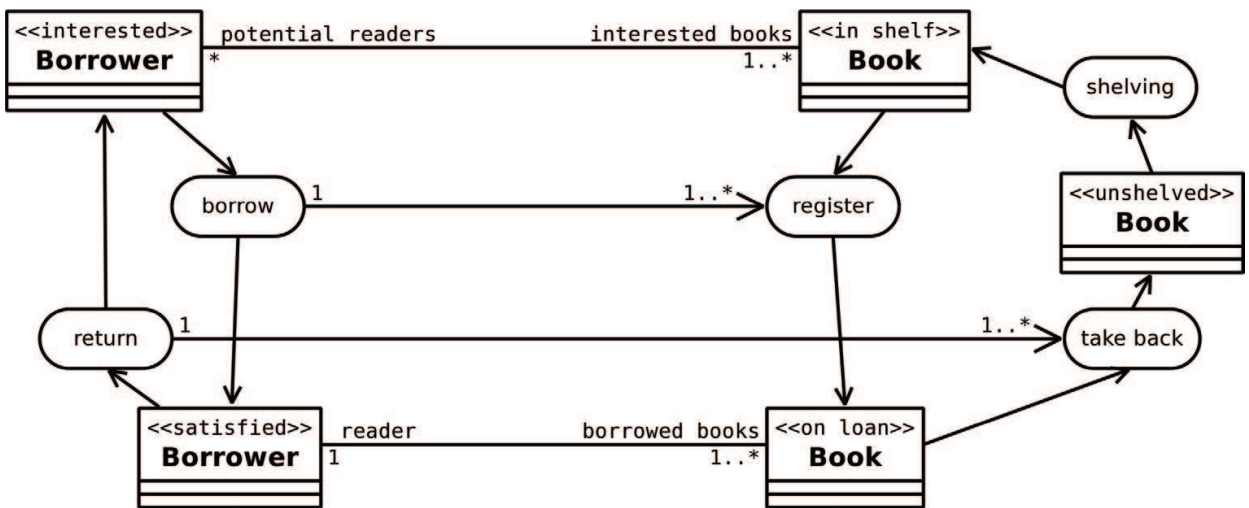 <<interested>>
Borrower
potential readers
*
interested books
1..*
<<in shelf>>
Book
shelving
borrow
1
1..*
register
<<unshelved>>
Book
return
1
1..*
take back
<<satisfied>>
Borrower
reader
1
borrowed books
1..*
<<on loan>>
Book